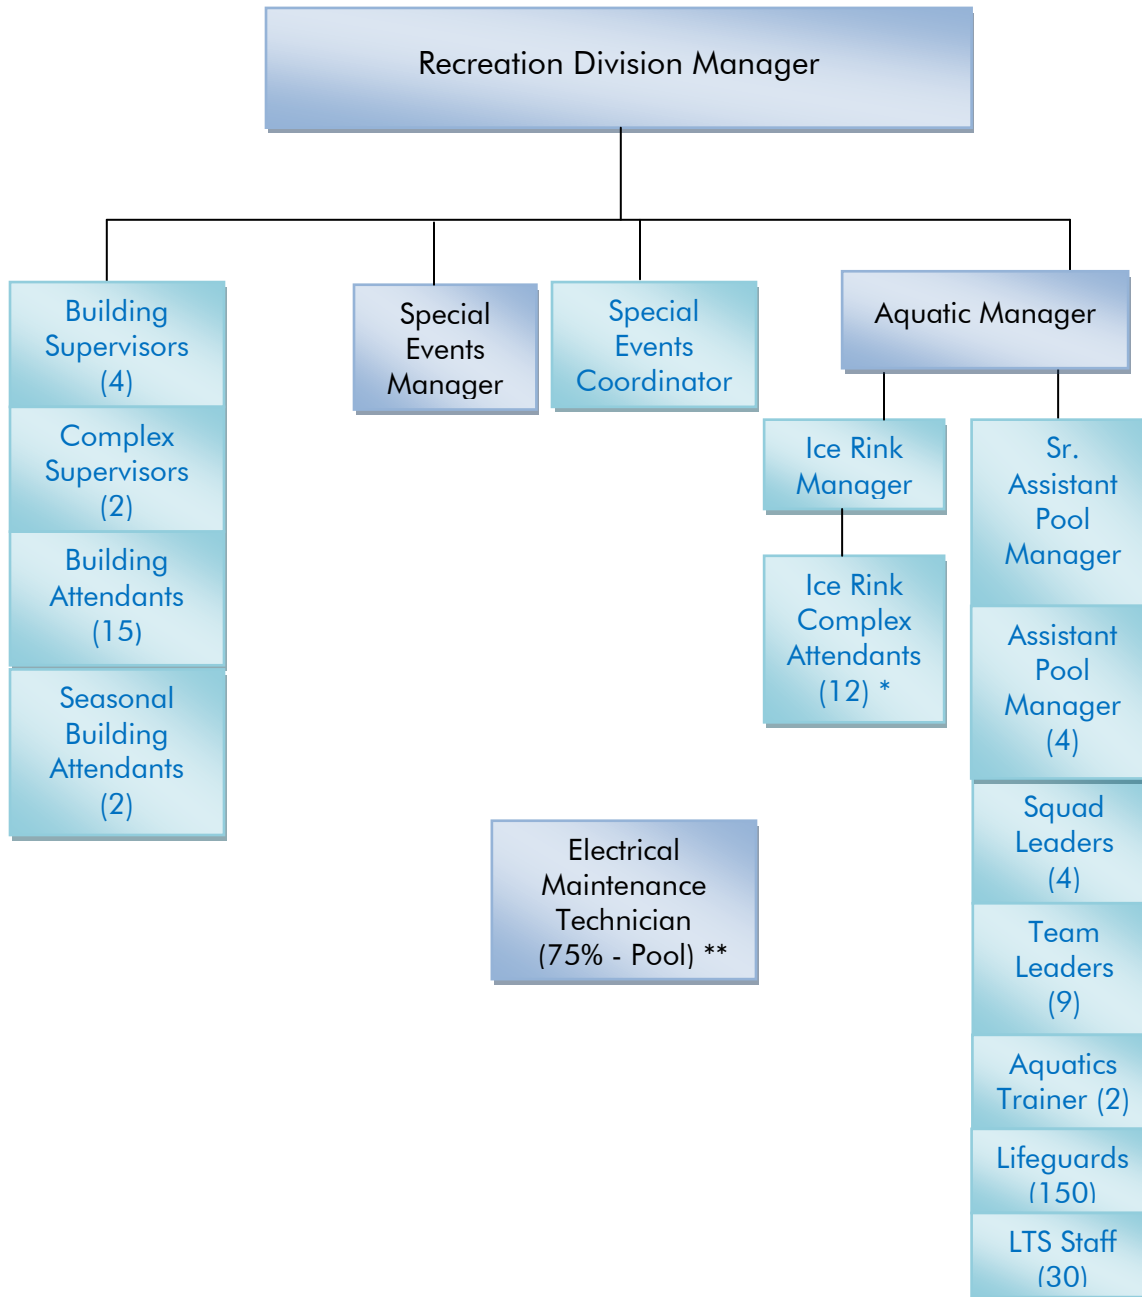 Recreation Division Manager
Building
Supervisors
(4)
Complex
Supervisors
(2)
Building
Attendants
(15)
Seasonal
Building
Attendants
(2)
Special
Events
Manager
Special
Events
Coordinator
Aquatic Manager
Ice Rink
Manager
Ice Rink
Complex
Attendants
(12) *
Sr.
Assistant
Pool
Manager
Assistant
Pool
Manager
(4)
Squad
Leaders
(4)
Team
Leaders
(9)
Aquatics
Trainer (2)
Lifeguards
(150)
LTS Staff
(30)
Electrical
Maintenance
Technician
(75% - Pool) **